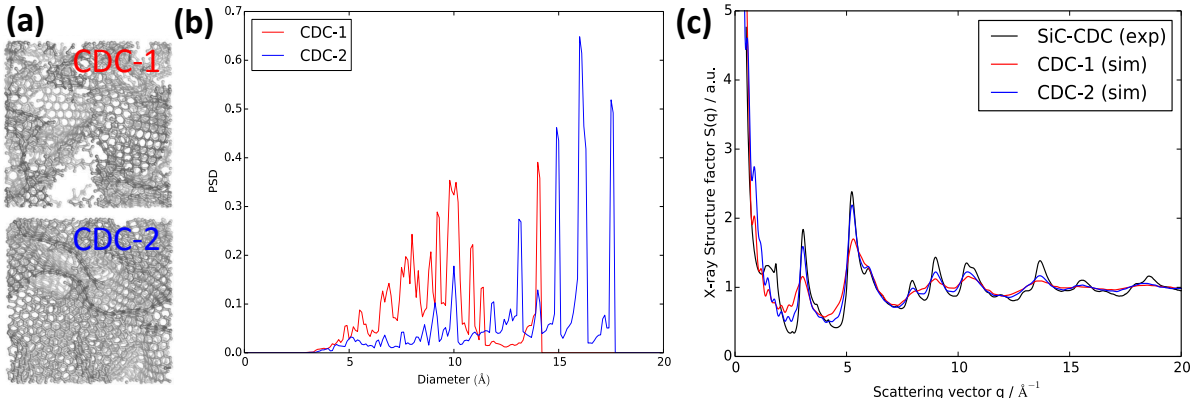 (a)
CDC-1
CDC-2
(b)
CDC-1
CDC-2
PSD
0.7
0.6
0.5
0.4
0.3
0.2
0.1
0.0
0
5
10
15
20
Diameter (Å)
(c)
SiC-CDC (exp)
CDC-1 (sim)
CDC-2 (sim)
X-ray Structure factor S(q) / a.u.
5
4
3
2
1
0
0
5
10
15
20
Scattering vector q / Å⁻¹